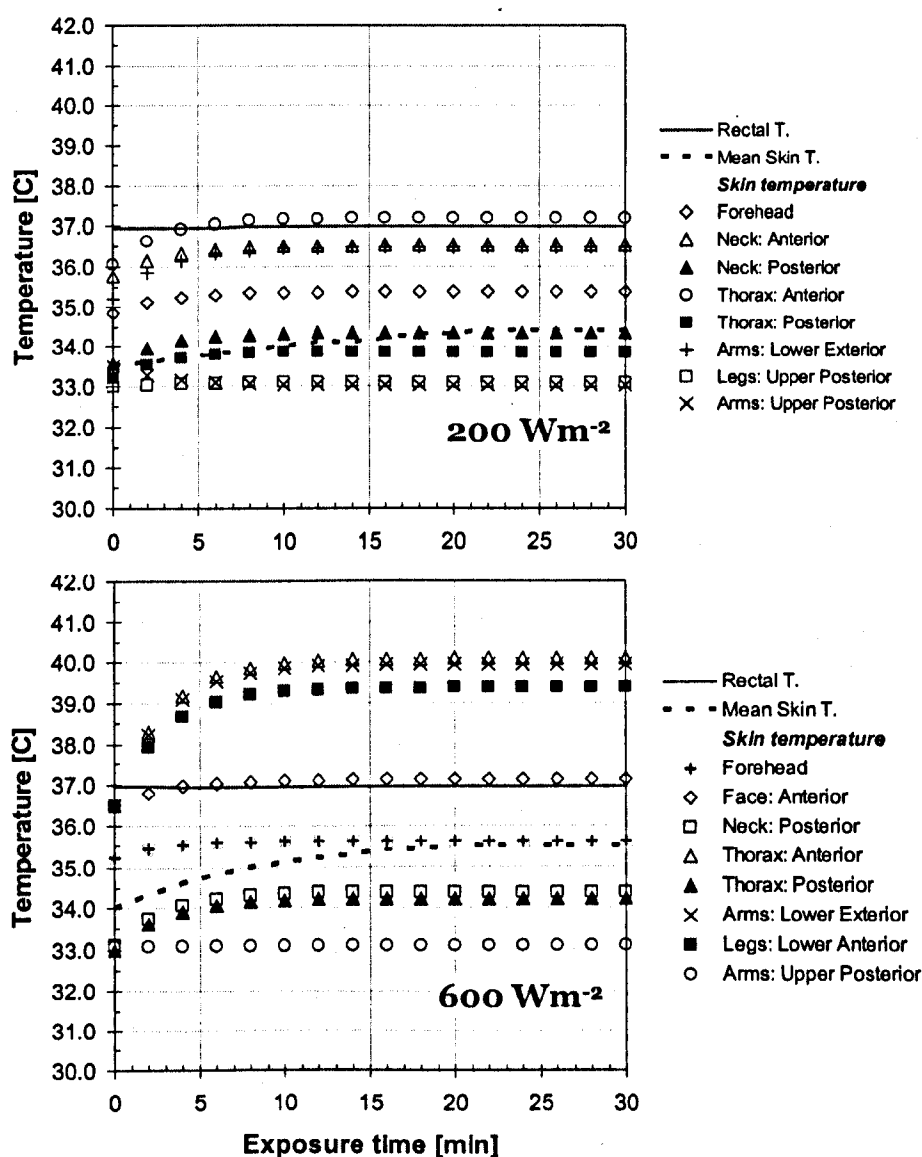 42.0
41.0
40.0
39.0
38.0
37.0
36.0
35.0
34.0
33.0
32.0
31.0
30.0
Temperature [C]
0 5 10 15 20 25 30
200 Wm-2
Rectal T.
Mean Skin T.
Skin temperature
Forehead
Neck: Anterior
Neck: Posterior
Thorax: Anterior
Thorax: Posterior
Arms: Lower Exterior
Legs: Upper Posterior
Arms: Upper Posterior
42.0
41.0
40.0
39.0
38.0
37.0
36.0
35.0
34.0
33.0
32.0
31.0
30.0
Temperature [C]
0 5 10 15 20 25 30
600 Wm-2
Exposure time [min]
Rectal T.
Mean Skin T.
Skin temperature
Forehead
Face: Anterior
Neck: Posterior
Thorax: Anterior
Thorax: Posterior
Arms: Lower Exterior
Legs: Lower Anterior
Arms: Upper Posterior